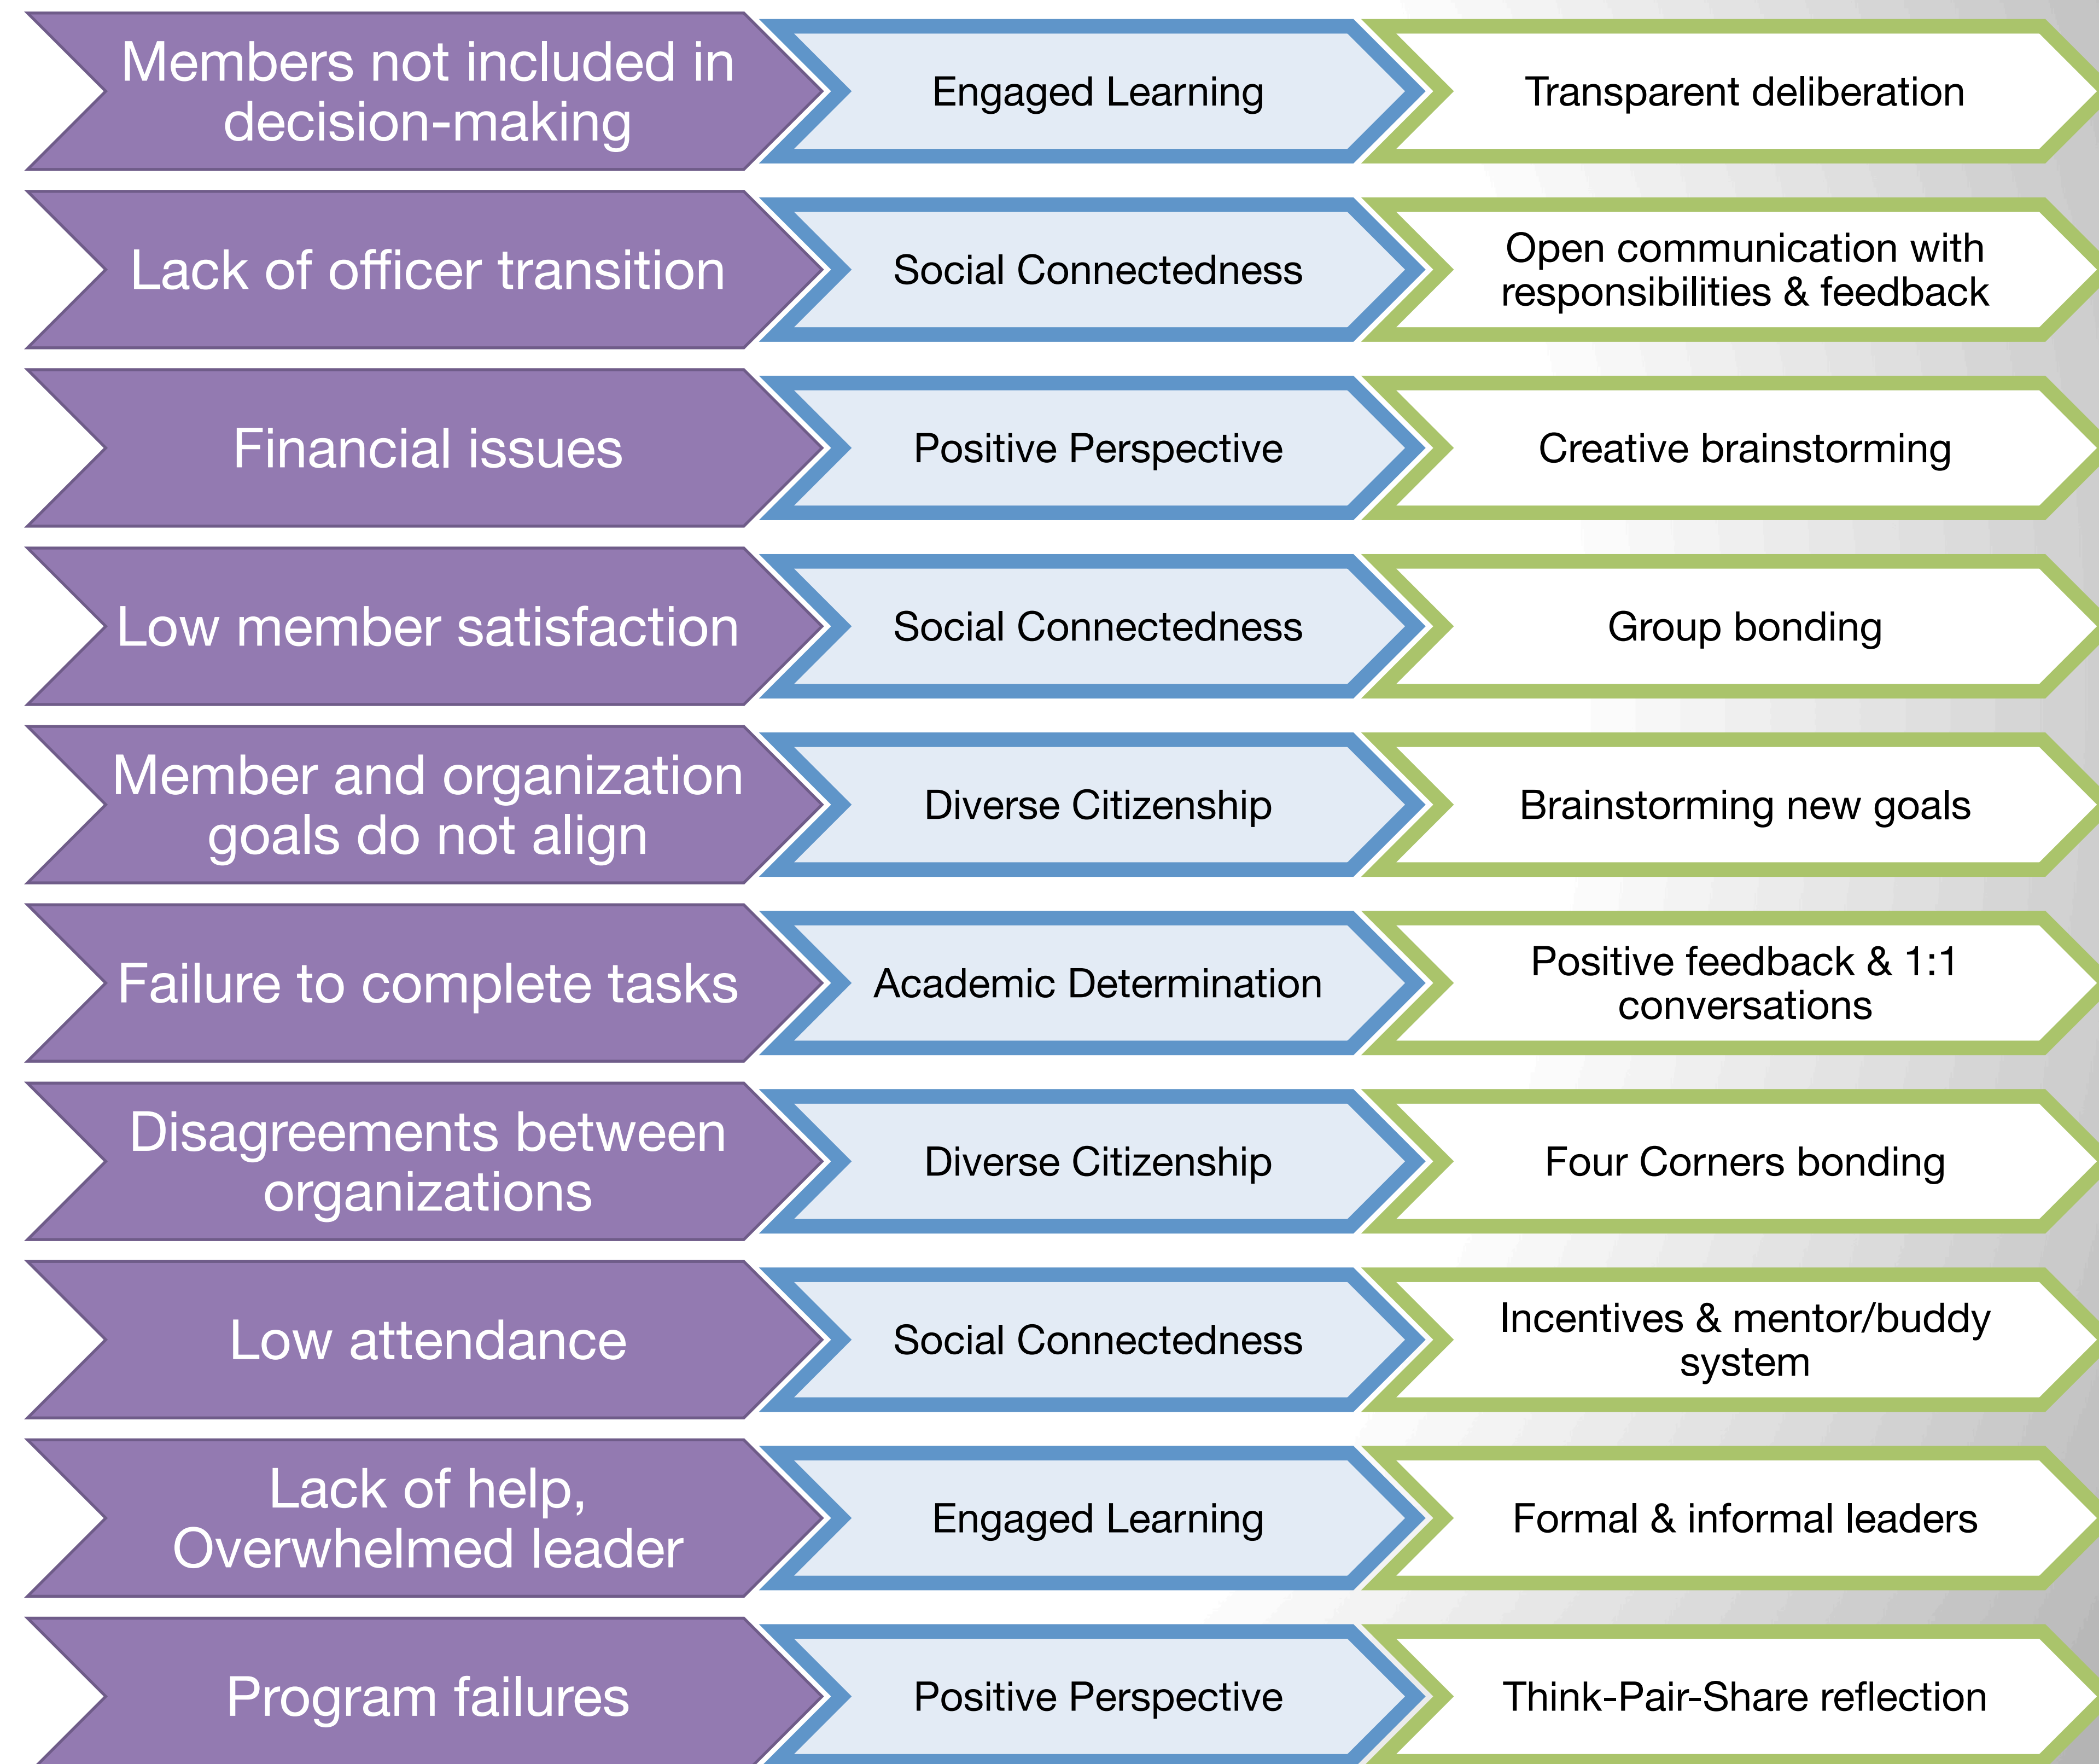 Members not included in
decision-making
Engaged Learning
Transparent deliberation
Lack of officer transition
Social Connectedness
Open communication with
responsibilities & feedback
Financial issues
Positive Perspective
Creative brainstorming
Low member satisfaction
Social Connectedness
Group bonding
Member and organization
goals do not align
Diverse Citizenship
Brainstorming new goals
Failure to complete tasks
Academic Determination
Positive feedback & 1:1
conversations
Disagreements between
organizations
Diverse Citizenship
Four Corners bonding
Low attendance
Social Connectedness
Incentives & mentor/buddy
system
Lack of help,
Overwhelmed leader
Engaged Learning
Formal & informal leaders
Program failures
Positive Perspective
Think-Pair-Share reflection